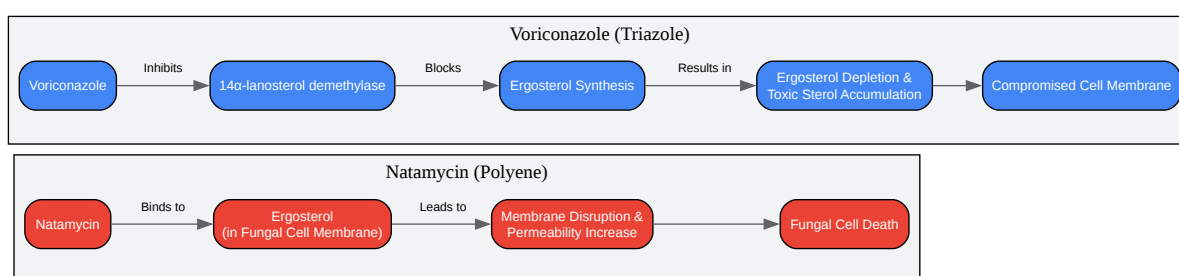 Voriconazole (Triazole)
Voriconazole
Inhibits
14α-lanosterol demethylase
Blocks
Ergosterol Synthesis
Results in
Ergosterol Depletion &
Toxic Sterol Accumulation
Compromised Cell Membrane
Natamycin (Polyene)
Natamycin
Binds to
Ergosterol
(in Fungal Cell Membrane)
Leads to
Membrane Disruption &
Permeability Increase
Fungal Cell Death